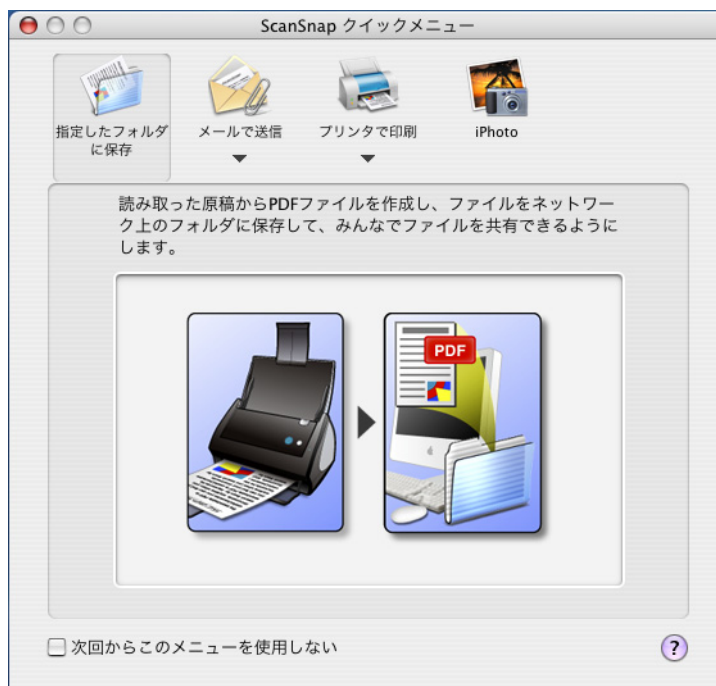 ScanSnap クイックメニュー
指定したフォルダ
に保存
メールで送信
プリンタで印刷
iPhoto
読み取った原稿からPDFファイルを作成し、ファイルをネットワー
ク上のフォルダに保存して、みんなでファイルを共有できるように
します。
PDF
次回からこのメニューを使用しない
?